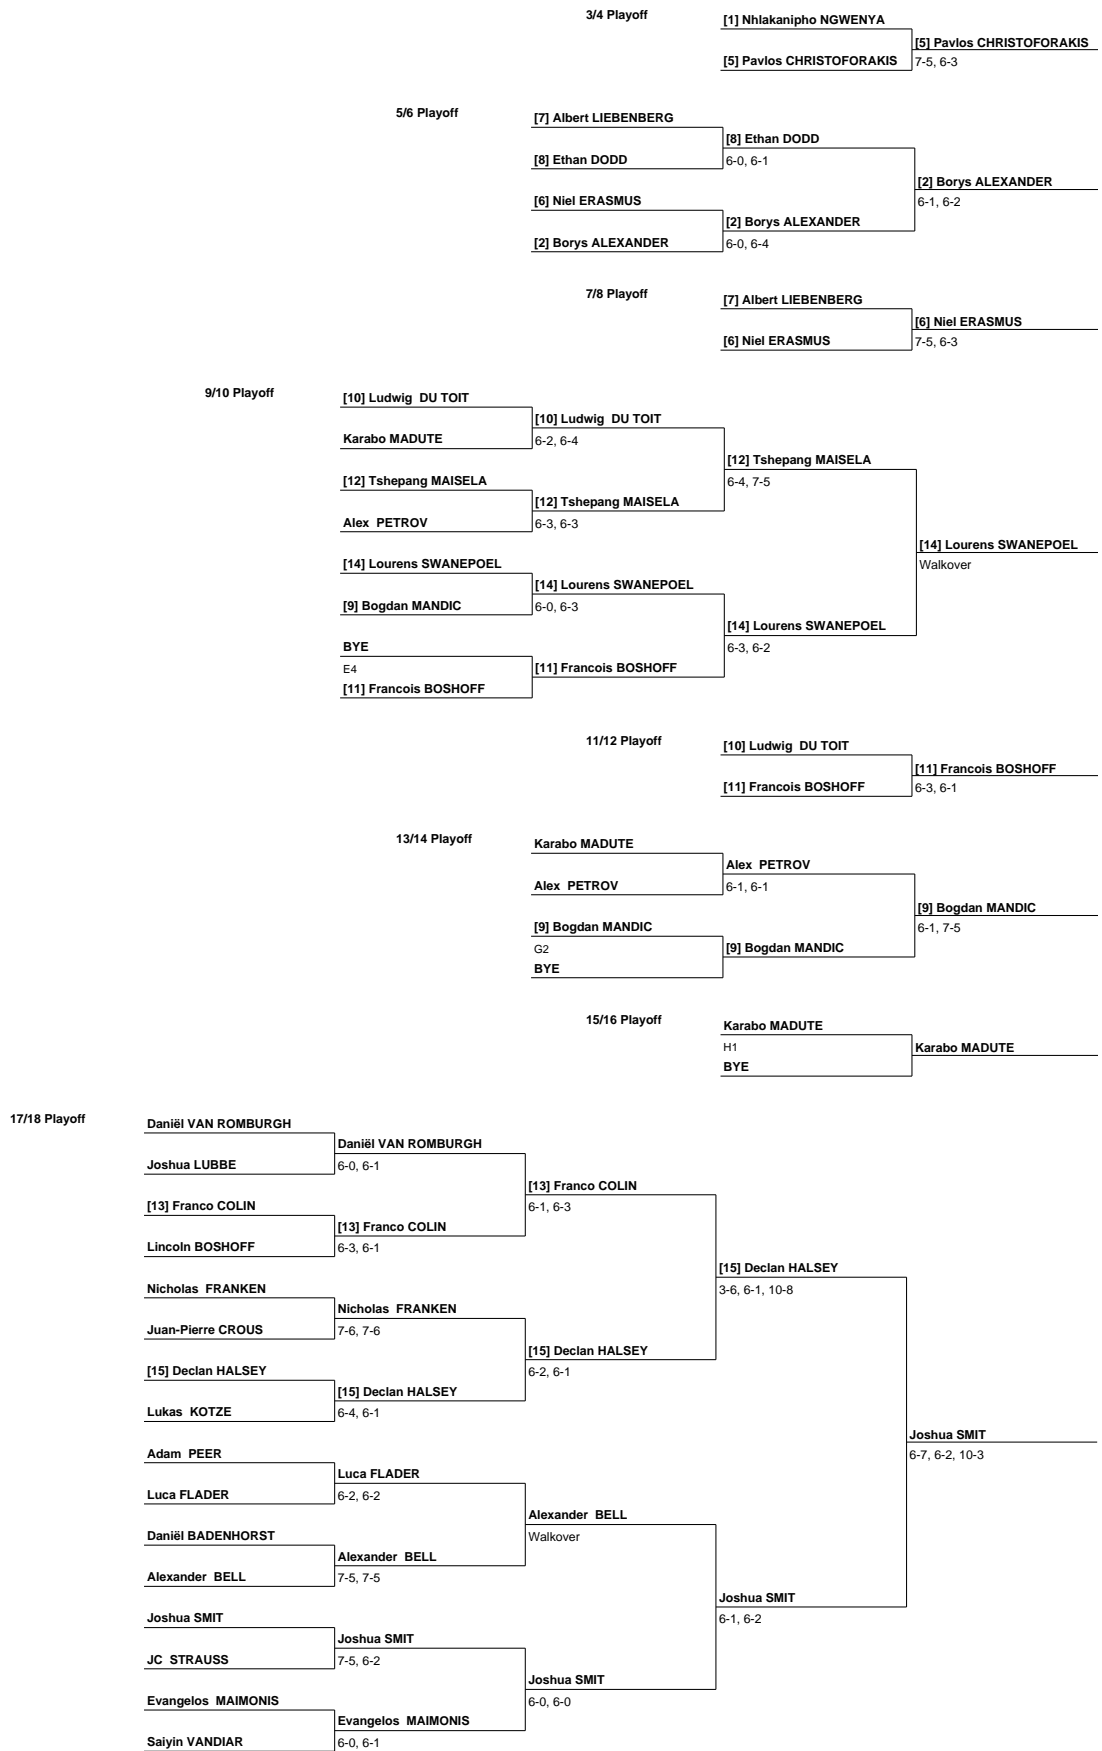 3/4 Playoff
[1] Nhlakanipho NGWENYA
[5] Pavlos CHRISTOFORAKIS
[5] Pavlos CHRISTOFORAKIS
7-5, 6-3
5/6 Playoff
[7] Albert LIEBENBERG
[8] Ethan DODD
[8] Ethan DODD
6-0, 6-1
[2] Borys ALEXANDER
[6] Niel ERASMUS
6-1, 6-2
[2] Borys ALEXANDER
[2] Borys ALEXANDER
6-0, 6-4
7/8 Playoff
[7] Albert LIEBENBERG
[6] Niel ERASMUS
[6] Niel ERASMUS
7-5, 6-3
9/10 Playoff
[10] Ludwig DU TOIT
[10] Ludwig DU TOIT
Karabo MADUTE
6-2, 6-4
[12] Tshepang MAISELA
[12] Tshepang MAISELA
6-4, 7-5
[12] Tshepang MAISELA
Alex PETROV
6-3, 6-3
[14] Lourens SWANEPOEL
[14] Lourens SWANEPOEL
Walkover
[14] Lourens SWANEPOEL
[9] Bogdan MANDIC
6-0, 6-3
[14] Lourens SWANEPOEL
BYE
6-3, 6-2
E4
[11] Francois BOSHOFF
[11] Francois BOSHOFF
11/12 Playoff
[10] Ludwig DU TOIT
[11] Francois BOSHOFF
[11] Francois BOSHOFF
6-3, 6-1
13/14 Playoff
Karabo MADUTE
Alex PETROV
Alex PETROV
6-1, 6-1
[9] Bogdan MANDIC
[9] Bogdan MANDIC
6-1, 7-5
G2
[9] Bogdan MANDIC
BYE
15/16 Playoff
Karabo MADUTE
H1
Karabo MADUTE
BYE
17/18 Playoff
Daniël VAN ROMBURGH
Daniël VAN ROMBURGH
Joshua LUBBE
6-0, 6-1
[13] Franco COLIN
[13] Franco COLIN
6-1, 6-3
[13] Franco COLIN
Lincoln BOSHOFF
6-3, 6-1
[15] Declan HALSEY
Nicholas FRANKEN
3-6, 6-1, 10-8
Nicholas FRANKEN
Juan-Pierre CROUS
7-6, 7-6
[15] Declan HALSEY
[15] Declan HALSEY
6-2, 6-1
[15] Declan HALSEY
Lukas KOTZE
6-4, 6-1
Joshua SMIT
Adam PEER
6-7, 6-2, 10-3
Luca FLADER
Luca FLADER
6-2, 6-2
Alexander BELL
Daniël BADENHORST
Walkover
Alexander BELL
Alexander BELL
7-5, 7-5
Joshua SMIT
Joshua SMIT
6-1, 6-2
Joshua SMIT
JC STRAUSS
7-5, 6-2
Joshua SMIT
Evangelos MAIMONIS
6-0, 6-0
Evangelos MAIMONIS
Saiyin VANDIAR
6-0, 6-1